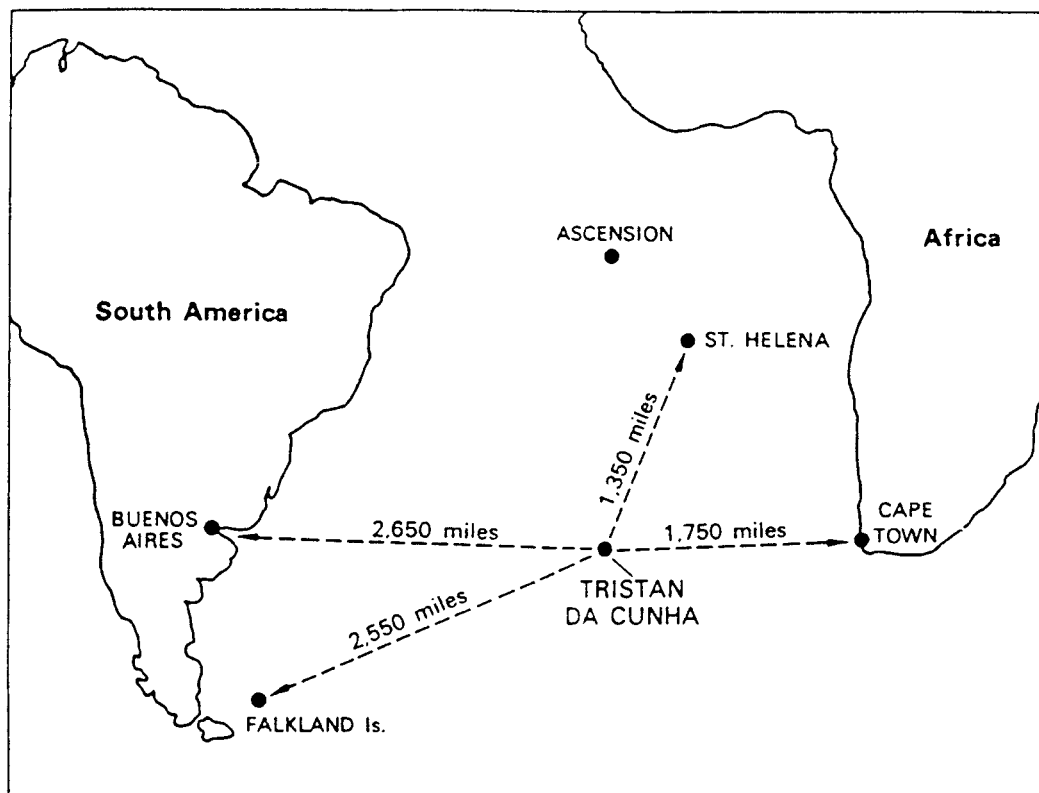 ASCENSION
Africa
South America
ST. HELENA
1,350 miles
BUENOS
AIRES
2.650 miles
1.750 miles
CAPE
TOWN
TRISTAN
DA CUNHA
2,550 miles
FALKLAND Is.